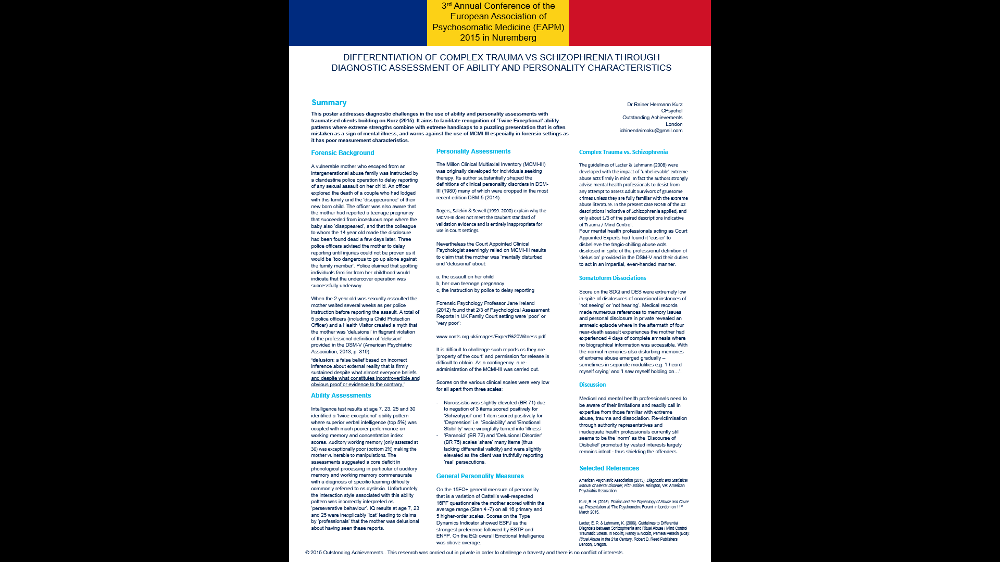 3rd Annual Conference of the
European Association of
Psychosomatic Medicine (EAPM)
2015 in Nuremberg
DIFFERENTIATION OF COMPLEX TRAUMA VS SCHIZOPHRENIA THROUGH
DIAGNOSTIC ASSESSMENT OF ABILITY AND PERSONALITY CHARACTERISTICS
Summary
This poster addresses diagnostic challenges in the use of ability and personality assessments with
traumatised clients building on Kurz (2015). It aims to facilitate recognition of ‘Twice Exceptional’ ability
patterns where extreme strengths combine with extreme handicaps to a puzzling presentation that is often
mistaken as a sign of mental illness, and warns against the use of MCMI-III especially in forensic settings as
it has poor measurement characteristics.
Dr Rainer Hermann Kurz
CPsychol
Outstanding Achievements
London
ichinendaimoku@gmail.com
Forensic Background
A vulnerable mother who escaped from an
intergenerational abuse family was instructed by
a clandestine police operation to delay reporting
of any sexual assault on her child. An officer
explored the death of a couple who had lodged
with this family and the ‘disappearance’ of their
new born child. The officer was also aware that
the mother had reported a teenage pregnancy
that succeeded from incestuous rape where the
baby also ‘disappeared’, and that the colleague
to whom the 14 year old made the disclosure
had been found dead a few days later. Three
police officers advised the mother to delay
reporting until injuries could not be proven as it
would be ‘too dangerous to go up alone against
the family member’. Police claimed that spotting
individuals familiar from her childhood would
indicate that the undercover operation was
successfully underway.
When the 2 year old was sexually assaulted the
mother waited several weeks as per police
instruction before reporting the assault. A total of
5 police officers (including a Child Protection
Officer) and a Health Visitor created a myth that
the mother was ‘delusional’ in flagrant violation
of the professional definition of ‘delusion’
provided in the DSM-V (American Psychiatric
Association, 2013, p. 819):
‘delusion: a false belief based on incorrect
inference about external reality that is firmly
sustained despite what almost everyone beliefs
and despite what constitutes incontrovertible and
obvious proof or evidence to the contrary.’
Ability Assessments
Intelligence test results at age 7, 23, 25 and 30
identified a ‘twice exceptional’ ability pattern
where superior verbal intelligence (top 5%) was
coupled with much poorer performance on
working memory and concentration index
scores. Auditory working memory (only assessed at
30) was exceptionally poor (bottom 2%) making the
mother vulnerable to manipulations. The
assessments suggested a core deficit in
phonological processing in particular of auditory
memory and working memory commensurate
with a diagnosis of specific learning difficulty
commonly referred to as dyslexia. Unfortunately
the interaction style associated with this ability
pattern was incorrectly interpreted as
‘perseverative behaviour’. IQ results at age 7, 23
and 25 were inexplicably ‘lost’ leading to claims
by ‘professionals’ that the mother was delusional
about having seen these reports.
Personality Assessments
The Millon Clinical Multiaxial Inventory (MCMI-III)
was originally developed for individuals seeking
therapy. Its author substantially shaped the
definitions of clinical personality disorders in DSM-
III (1980) many of which were dropped in the most
recent edition DSM-5 (2014).
Rogers, Salekin & Sewell (1999. 2000) explain why the
MCMI-III does not meet the Daubert standard of
validation evidence and is entirely inappropriate for
use in Court settings.
Nevertheless the Court Appointed Clinical
Psychologist seemingly relied on MCMI-III results
to claim that the mother was ‘mentally disturbed’
and ‘delusional’ about:
a, the assault on her child
b, her own teenage pregnancy
c, the instruction by police to delay reporting
Forensic Psychology Professor Jane Ireland
(2012) found that 2/3 of Psychological Assessment
Reports in UK Family Court setting were ‘poor’ or
‘very poor’:
www.ccats.org.uk/images/Expert%20Witness.pdf
It is difficult to challenge such reports as they are
‘property of the court’ and permission for release is
difficult to obtain. As a contingency a re-
administration of the MCMI-III was carried out.
Scores on the various clinical scales were very low
for all apart from three scales:
- Narcissistic was slightly elevated (BR 71) due
to negation of 3 items scored positively for
‘Schizotypal’ and 1 item scored positively for
‘Depression’ i.e. ‘Sociability’ and ‘Emotional
Stability’ were wrongfully turned into ‘illness’
- ‘Paranoid’ (BR 72) and ‘Delusional Disorder’
(BR 75) scales ‘share’ many items (thus
lacking differential validity) and were slightly
elevated as the client was truthfully reporting
‘real’ persecutions.
General Personality Measures
On the 15FQ+ general measure of personality
that is a variation of Cattell’s well-respected
16PF questionnaire the mother scored within the
average range (Sten 4 -7) on all 16 primary and
5 higher-order scales. Scores on the Type
Dynamics Indicator showed ESFJ as the
strongest preference followed by ESTP and
ENFP. On the EQi overall Emotional Intelligence
was above average.
Complex Trauma vs. Schizophrenia
The guidelines of Lacter & Lehmann (2008) were
developed with the impact of ‘unbelievable’ extreme
abuse acts firmly in mind. In fact the authors strongly
advise mental health professionals to desist from
any attempt to assess Adult Survivors of gruesome
crimes unless they are fully familiar with the extreme
abuse literature. In the present case NONE of the 42
descriptions indicative of Schizophrenia applied, and
only about 1/3 of the paired descriptions indicative
of Trauma / Mind Control.
Four mental health professionals acting as Court
Appointed Experts had found it ‘easier’ to
disbelieve the tragic-chilling abuse acts
disclosed in spite of the professional definition of
‘delusion’ provided in the DSM-V and their duties
to act in an impartial, even-handed manner.
Somatoform Dissociations
Score on the SDQ and DES were extremely low
in spite of disclosures of occasional instances of
‘not seeing’ or ‘not hearing’. Medical records
made numerous references to memory issues
and personal disclosure in private revealed an
amnesic episode where in the aftermath of four
near-death assault experiences the mother had
experienced 4 days of complete amnesia where
no biographical information was accessible. With
the normal memories also disturbing memories
of extreme abuse emerged gradually –
sometimes in separate modalities e.g. ‘I heard
myself crying’ and ‘I saw myself holding on…’.
Discussion
Medical and mental health professionals need to
be aware of their limitations and readily call in
expertise from those familiar with extreme
abuse, trauma and dissociation. Re-victimisation
through authority representatives and
inadequate health professionals currently still
seems to be the ‘norm’ as the ‘Discourse of
Disbelief’ promoted by vested interests largely
remains intact - thus shielding the offenders.
Selected References
American Psychiatric Association (2013). Diagnostic and Statistical
Manual of Mental Disorder, Fifth Edition. Arlington, VA: American
Psychiatric Association.
Kurz, R. H. (2015). Politics and the Psychology of Abuse and Cover
up. Presentation at ‘The Psychometric Forum’ in London on 11th
March 2015.
Lacter, E. P. & Lehmann, K. (2008). Guidelines to Differential
Diagnosis between Schizophrenia and Ritual Abuse / Mind Control
Traumatic Stress. In Noblitt, Randy & Noblitt, Pamela Perskin (Eds):
Ritual Abuse in the 21st Century. Robert D. Reed Publishers:
Bandon, Oregon.
© 2015 Outstanding Achievements . This research was carried out in private in order to challenge a travesty and there is no conflict of interests.